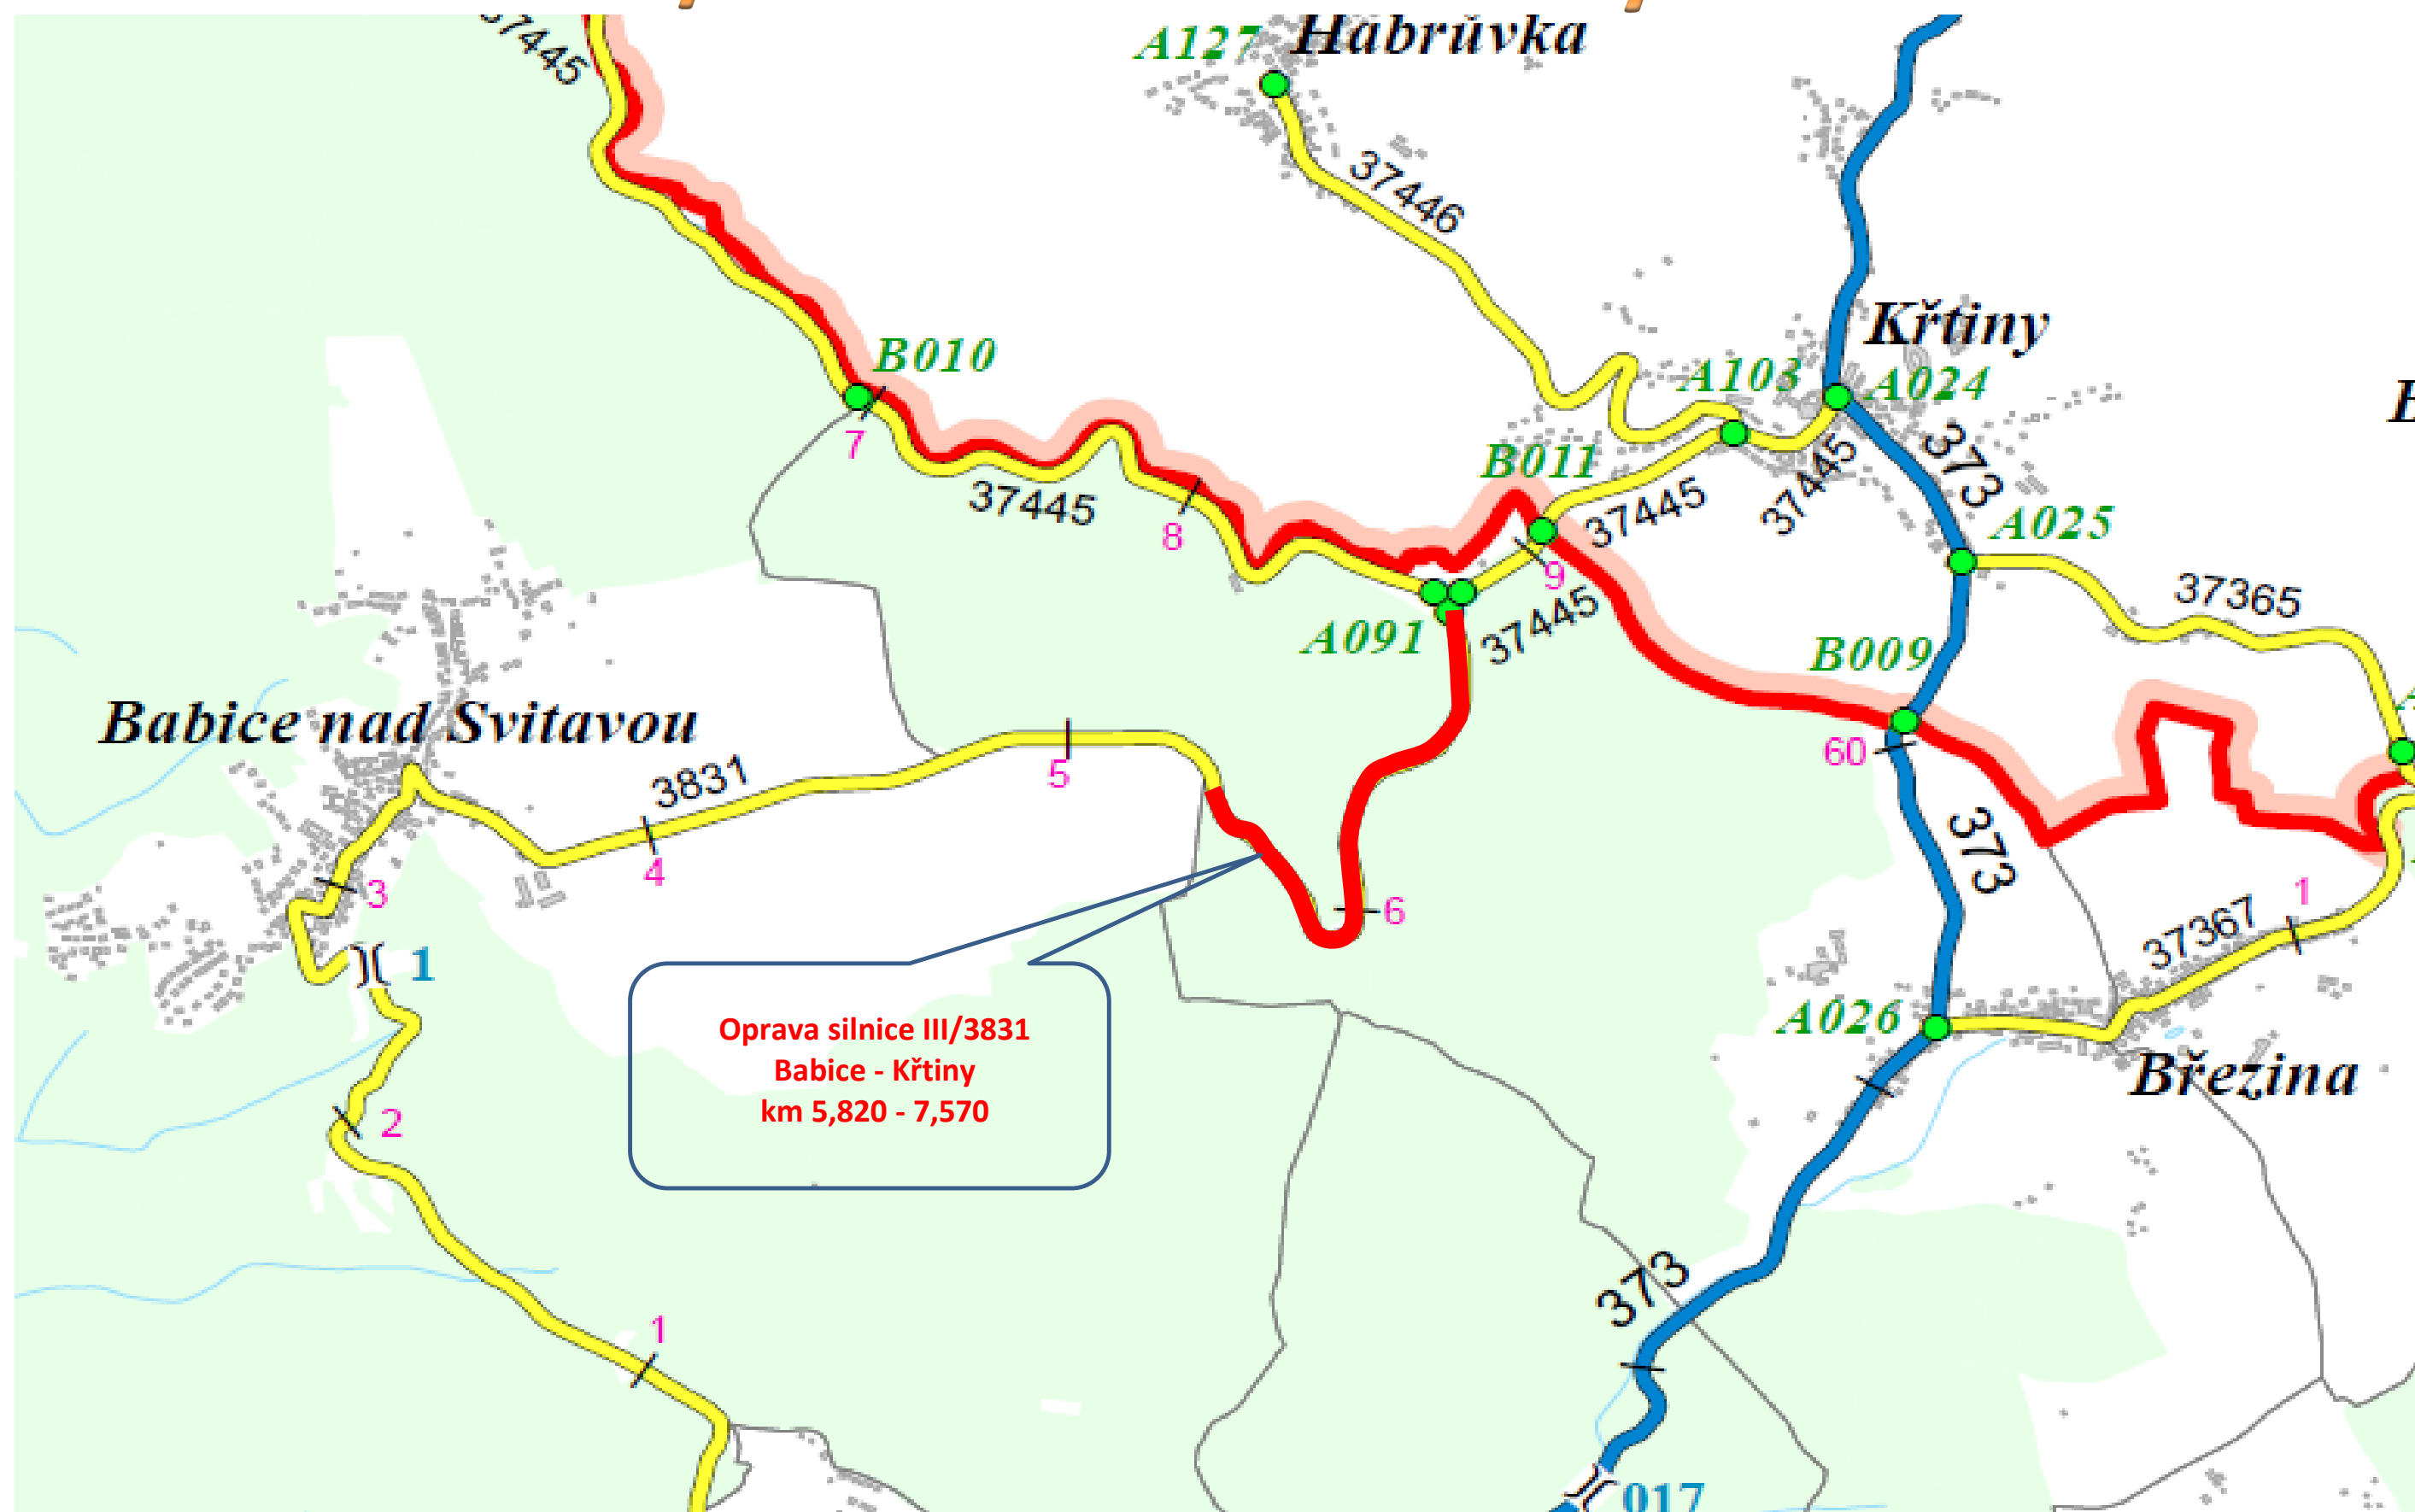 37445
A127
Habrůvka
37446
Křtiny
B010
A103
A024
7
373
37445
B011
37445
37445
8
A025
9
37365
37445
A091
B009
Babice nad Svitavou
60
3831
5
373
4
3
6
1
37367
1
Oprava silnice III/3831
Babice - Křtiny
km 5,820 - 7,570
A026
Březina
2
373
1
017